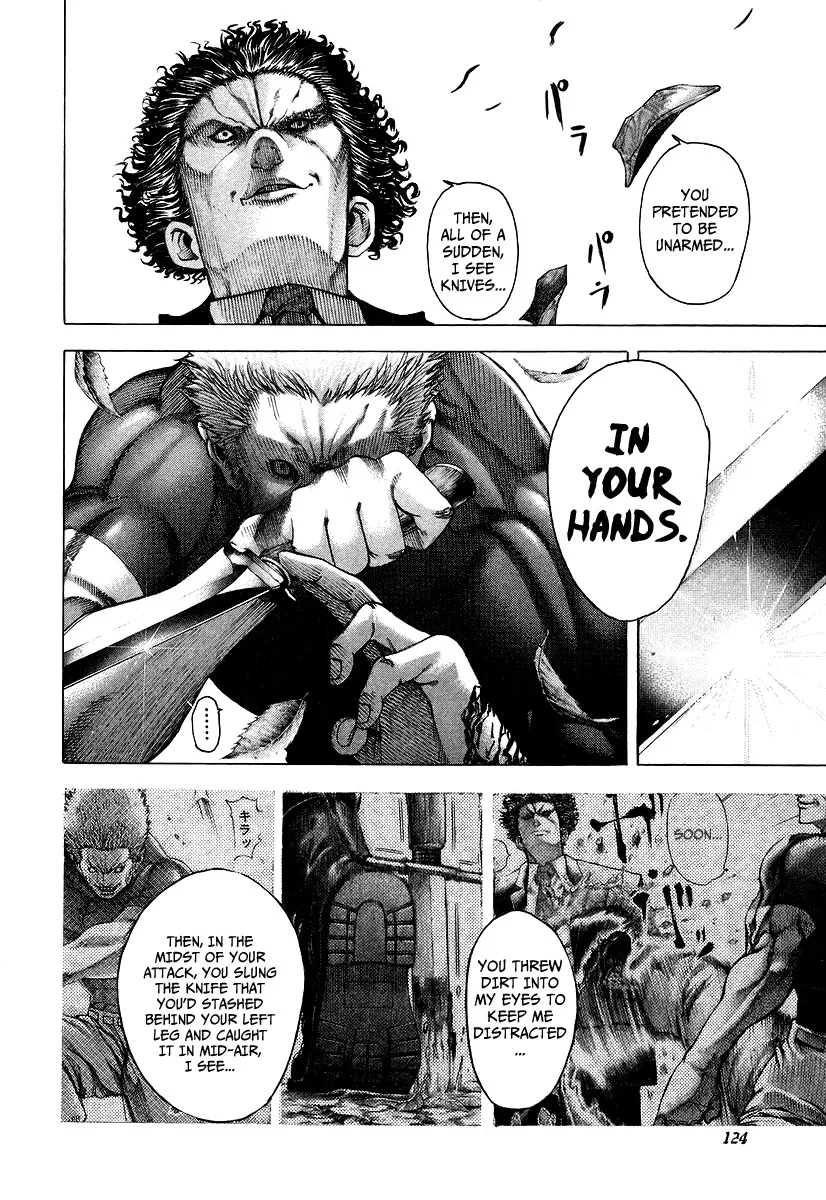 YOU
PRETENDED
TO BE
UNARMED...
パラ
パラ
THEN,
ALL OF A
SUDDEN,
I SEE
KNIVES...
IN
YOUR
HANDS.
......
SOON...
YOU THREW
DIRT INTO
MY EYES TO
KEEP ME
DISTRACTED
...
キラッ
THEN, IN THE
MIDST OF YOUR
ATTACK, YOU SLUNG
THE KNIFE THAT
YOU'D STASHED
BEHIND YOUR LEFT
LEG AND CAUGHT
IT IN MID-AIR,
I SEE...
124